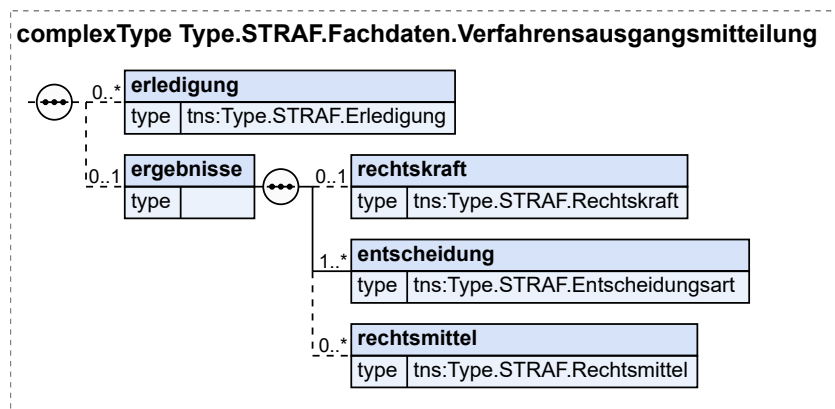 complexType Type.STRAF.Fachdaten.Verfahrensausgangsmitteilung
0..* erledigung
type tns:Type.STRAF.Erledigung
0..1 ergebnisse
type
0..1 rechtskraft
type tns:Type.STRAF.Rechtskraft
1..* entscheidung
type tns:Type.STRAF.Entscheidungsart
0..* rechtsmittel
type tns:Type.STRAF.Rechtsmittel